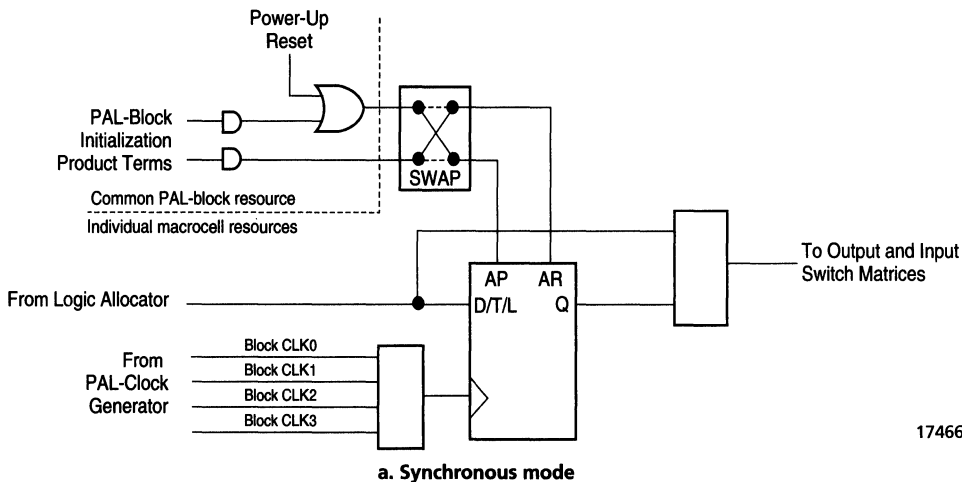 Power-Up
Reset
PAL-Block
Initialization
Product Terms
SWAP
Common PAL-block resource
Individual macrocell resources
AP
AR
To Output and Input
Switch Matrices
From Logic Allocator
D/T/L
Q
From
PAL-Clock
Generator
Block CLK0
Block CLK1
Block CLK2
Block CLK3
17466
a. Synchronous mode